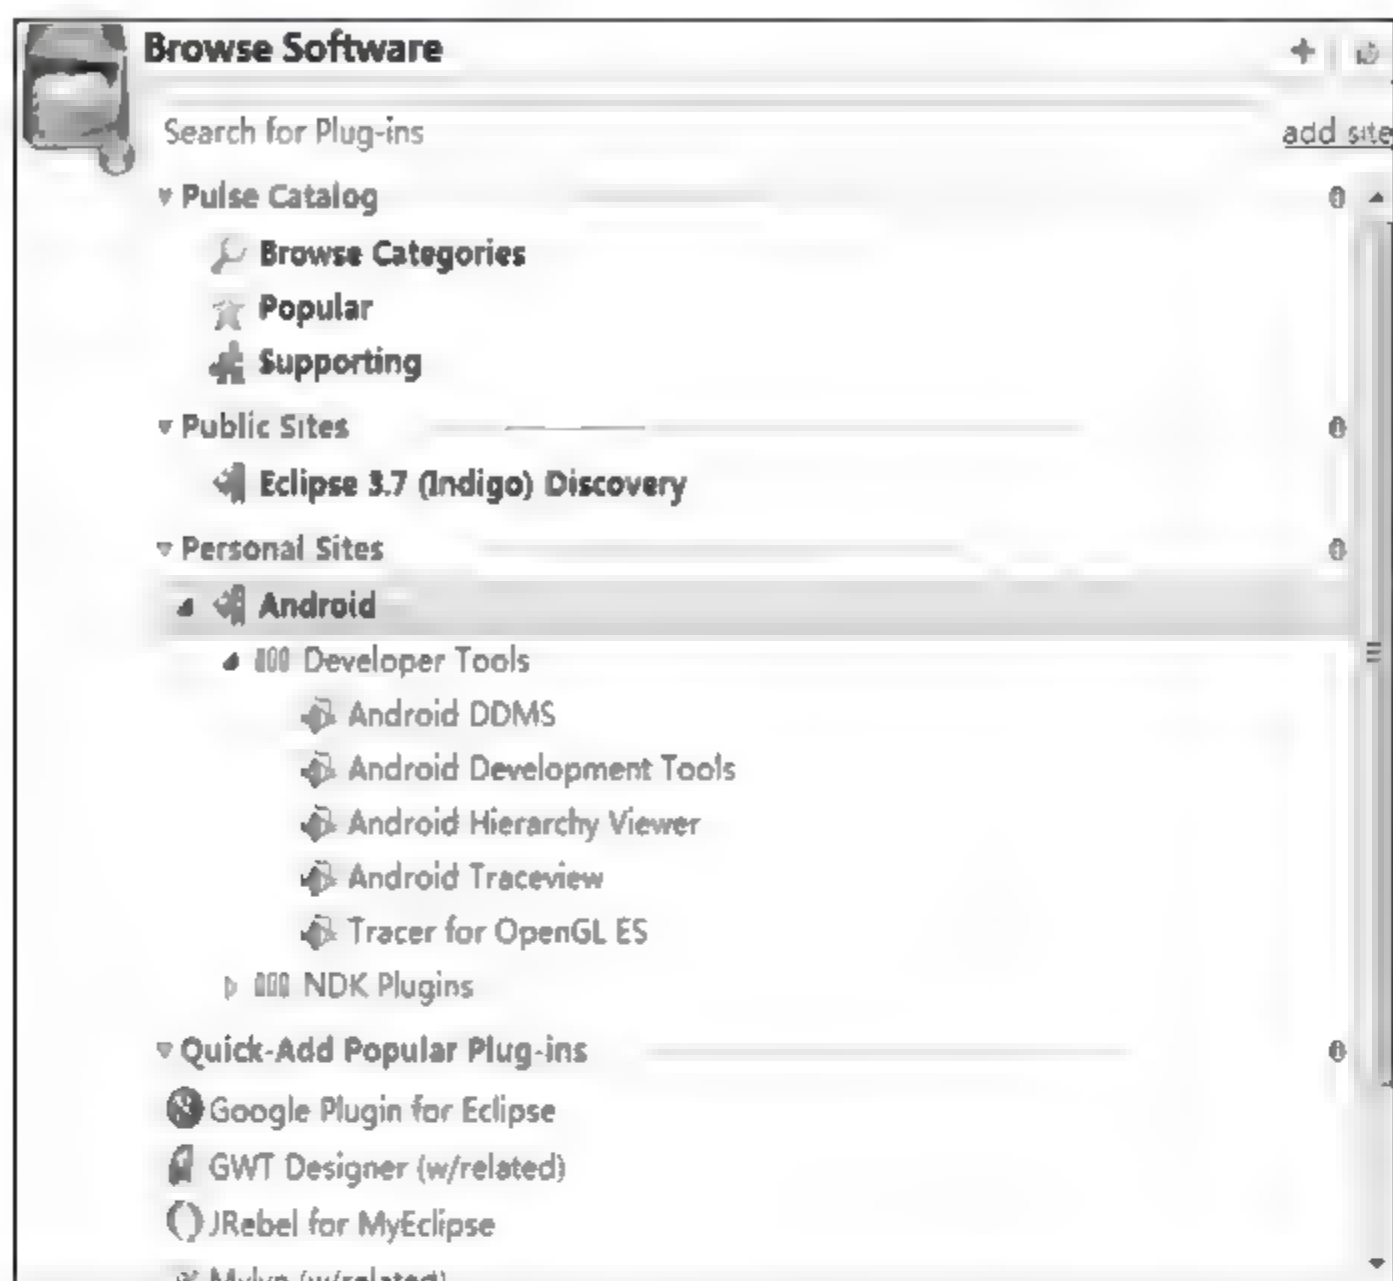 Browse Software
Search for Plug-ins
add site
Pulse Catalog
Browse Categories
Popular
Supporting
Public Sites
Eclipse 3.7 (Indigo) Discovery
Personal Sites
Android
Developer Tools
Android DDMS
Android Development Tools
Android Hierarchy Viewer
Android Traceview
Tracer for OpenGL ES
NDK Plugins
Quick-Add Popular Plug-ins
Google Plugin for Eclipse
GWT Designer (w/related)
JRebel for MyEclipse
Mylyn (w/related)